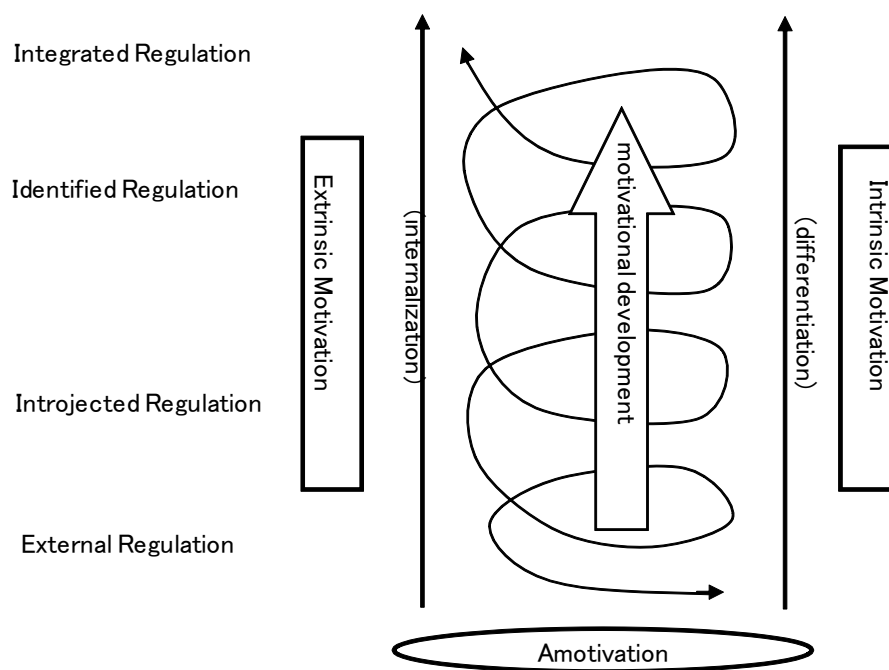 Integrated Regulation
Identified Regulation
Introjected Regulation
External Regulation
Extrinsic Motivation
(internalization)
motivational development
(differentiation)
Intrinsic Motivation
Amotivation